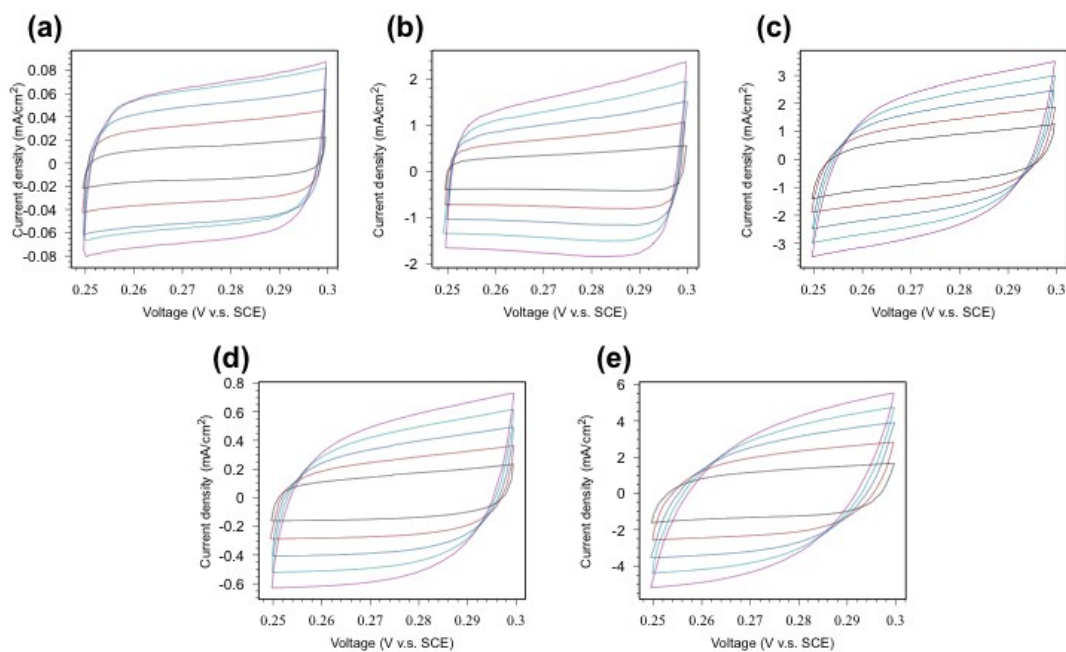 (a)
Current density (mA/cm²)
0.08
0.06
0.04
0.02
0
-0.02
-0.04
-0.06
-0.08
0.25 0.26 0.27 0.28 0.29 0.3
Voltage (V v.s. SCE)
(b)
Current density (mA/cm²)
2
1
0
-1
-2
0.25 0.26 0.27 0.28 0.29 0.3
Voltage (V v.s. SCE)
(c)
Current density (mA/cm²)
3
2
1
0
-1
-2
-3
0.25 0.26 0.27 0.28 0.29 0.3
Voltage (V v.s. SCE)
(d)
Current density (mA/cm²)
0.8
0.6
0.4
0.2
0
-0.2
-0.4
-0.6
0.25 0.26 0.27 0.28 0.29 0.3
Voltage (V v.s. SCE)
(e)
Current density (mA/cm²)
6
4
2
0
-2
-4
0.25 0.26 0.27 0.28 0.29 0.3
Voltage (V v.s. SCE)